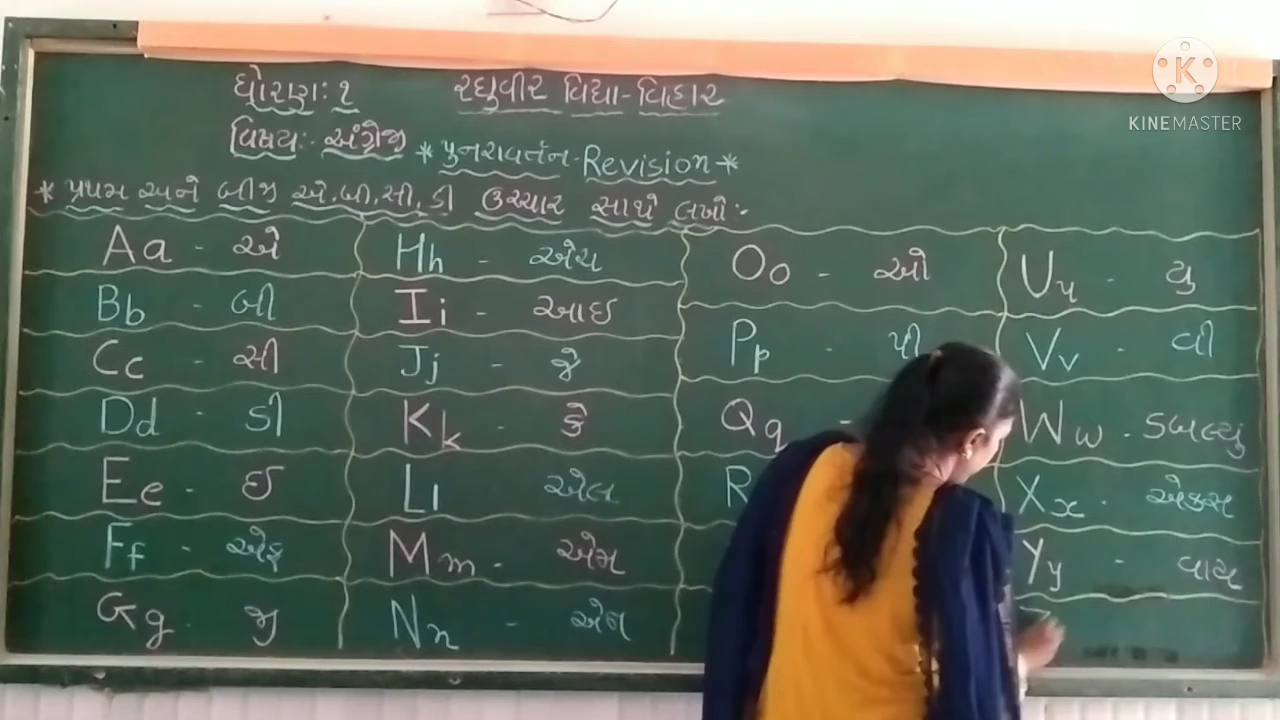 ધોરણ: ૧ રઘુવીર વિદ્યા-વિહાર
વિષય:- અંગ્રેજી * પુનરાવર્તન - Revision *
* પ્રથમ અને બીજી એ.બી.સી.ડી ઉચ્ચાર સાથે લખો :-
Aa - એ
Bb - બી
Cc - સી
Dd - ડી
Ee - ઈ
Ff - એફ
Gg - જી
Hh - એચ
Ii - આઇ
Jj - જે
Kk - કે
Ll - એલ
Mm - એમ
Nn - એન
Oo - ઓ
Pp - પી
Qq -
R
Uu - યુ
Vv - વી
Ww - ડબલ્યુ
Xx - એક્સ
Yy - વાય
KINEMASTER